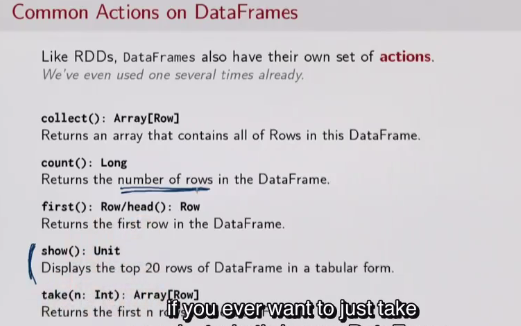 Common Actions on DataFrames
Like RDDs, DataFrames also have their own set of actions.
We've even used one several times already.
collect(): Array[Row]
Returns an array that contains all of Rows in this DataFrame.
count(): Long
Returns the number of rows in the DataFrame.
first(): Row/head(): Row
Returns the first row in the DataFrame.
show(): Unit
Displays the top 20 rows of DataFrame in a tabular form.
take(n: Int): Array[Row]
Returns the first n
if you ever want to just take